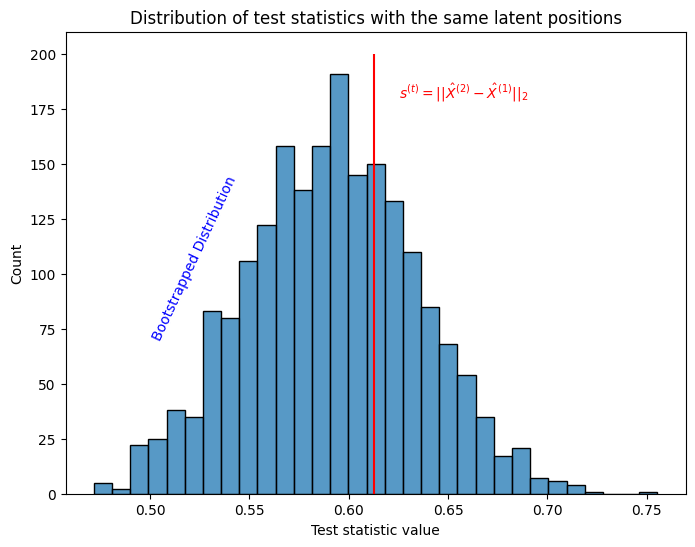 Distribution of test statistics with the same latent positions
200
175
150
125
100
75
50
25
0
Count
Bootstrapped Distribution
s^{(t)} = ||X̂^{(2)} − X̂^{(1)}||_2
0.50 0.55 0.60 0.65 0.70 0.75
Test statistic value